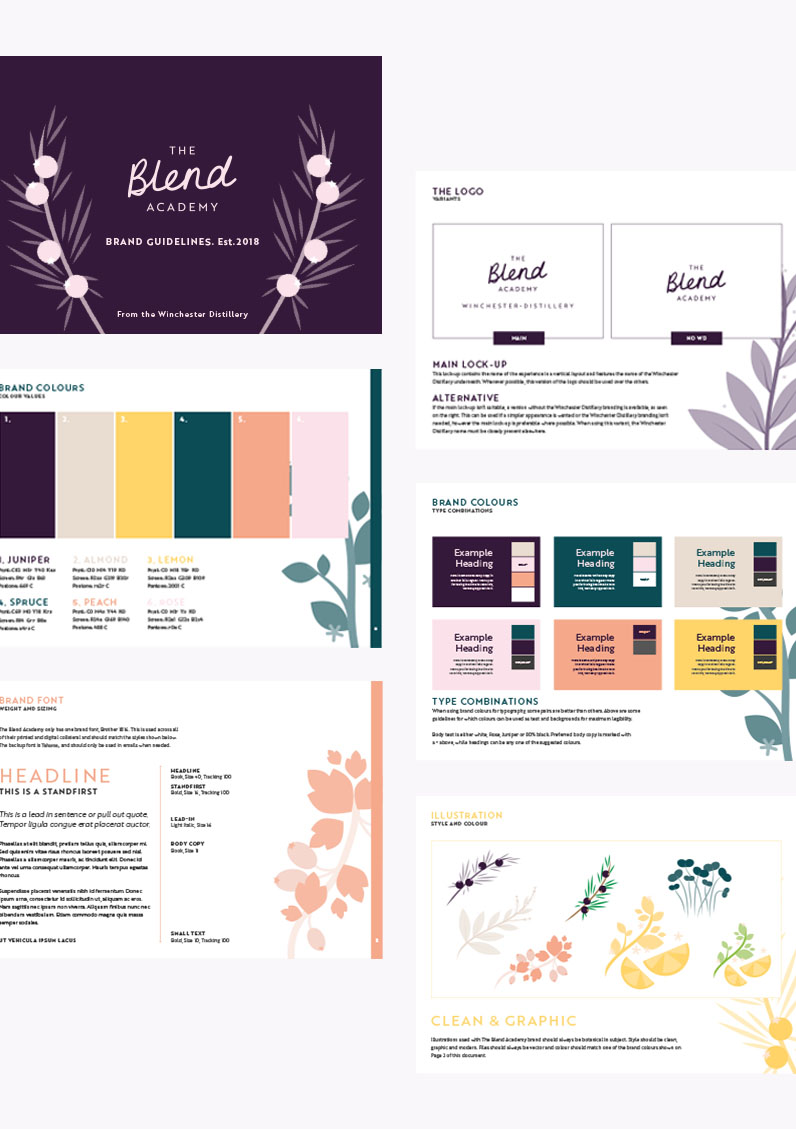 THE
Blend
ACADEMY
BRAND GUIDELINES. Est.2018
From the Winchester Distillery
BRAND COLOURS
COLOUR VALUES
1.
2.
3.
4.
5.
1. JUNIPER
2. ALMOND
3. LEMON
4. SPRUCE
5. PEACH
6. ROSE
BRAND FONT
WEIGHT AND SIZING
The Blend Academy only has one brand font, Brother 1816. This is used across all
of their printed and digital collateral and should match the styles shown below.
The backup font is Tahoma, and should only be used in emails when needed.
HEADLINE
THIS IS A STANDFIRST
This is a lead in sentence or pull out quote.
Tempor ligula congue erat placerat auctor.
Phasellus at elit blandit, pretium tellus quis, ullamcorper mi.
Sed quis enim vitae risus rhoncus laoreet posuere sed nisl.
Phasellus a ullamcorper mauris, ac tincidunt elit. Donec id
ante vel urna consequat ullamcorper. Mauris tempus egestas
rhoncus.
Suspendisse placerat venenatis nibh id fermentum. Donec
ipsum urna, consectetur id sollicitudin ut, aliquam ac eros.
Nam sagittis nec ipsum non viverra. Aliquam finibus nunc nec
bibendum vestibulum. Etiam commodo magna quis massa
semper sodales.
UT VEHICULA IPSUM LACUS
HEADLINE
Book, Size 40, Tracking 100
STANDFIRST
Bold, Size 16, Tracking 100
LEAD-IN
Light Italic, Size 16
BODY COPY
Book, Size 11
SMALL TEXT
Bold, Size 10, Tracking 100
THE LOGO
VARIANTS
THE
Blend
ACADEMY
WINCHESTER•DISTILLERY
MAIN
THE
Blend
ACADEMY
NO WD
MAIN LOCK-UP
This lock-up contains the name of the experience in a vertical layout and features the name of the Winchester
Distillery underneath. Whenever possible, this version of the logo should be used over the others.
ALTERNATIVE
If the main lock-up isn't suitable, a version without the Winchester Distillery branding is available, as seen
on the right. This can be used if a simpler appearance is wanted or the Winchester Distillery branding isn't
needed, however the main lock-up is preferable where possible. When using this variant, the Winchester
Distillery name must be closely present elsewhere.
BRAND COLOURS
TYPE COMBINATIONS
Example
Heading
Example
Heading
Example
Heading
Example
Heading
Example
Heading
Example
Heading
TYPE COMBINATIONS
When using brand colours for typography, some pairs are better than others. Above are some
guidelines for which colours can be used as text and backgrounds for maximum legibility.
Body text is either white, Rose, Juniper or 80% black. Preferred body copy is marked with
a * above, while headings can be any one of the suggested colours.
ILLUSTRATION
STYLE AND COLOUR
CLEAN & GRAPHIC
Illustrations used with The Blend Academy brand should always be botanical in subject. Style should be clean,
graphic and modern. Files should always be vector and colour should match one of the brand colours shown on
Page 3 of this document.